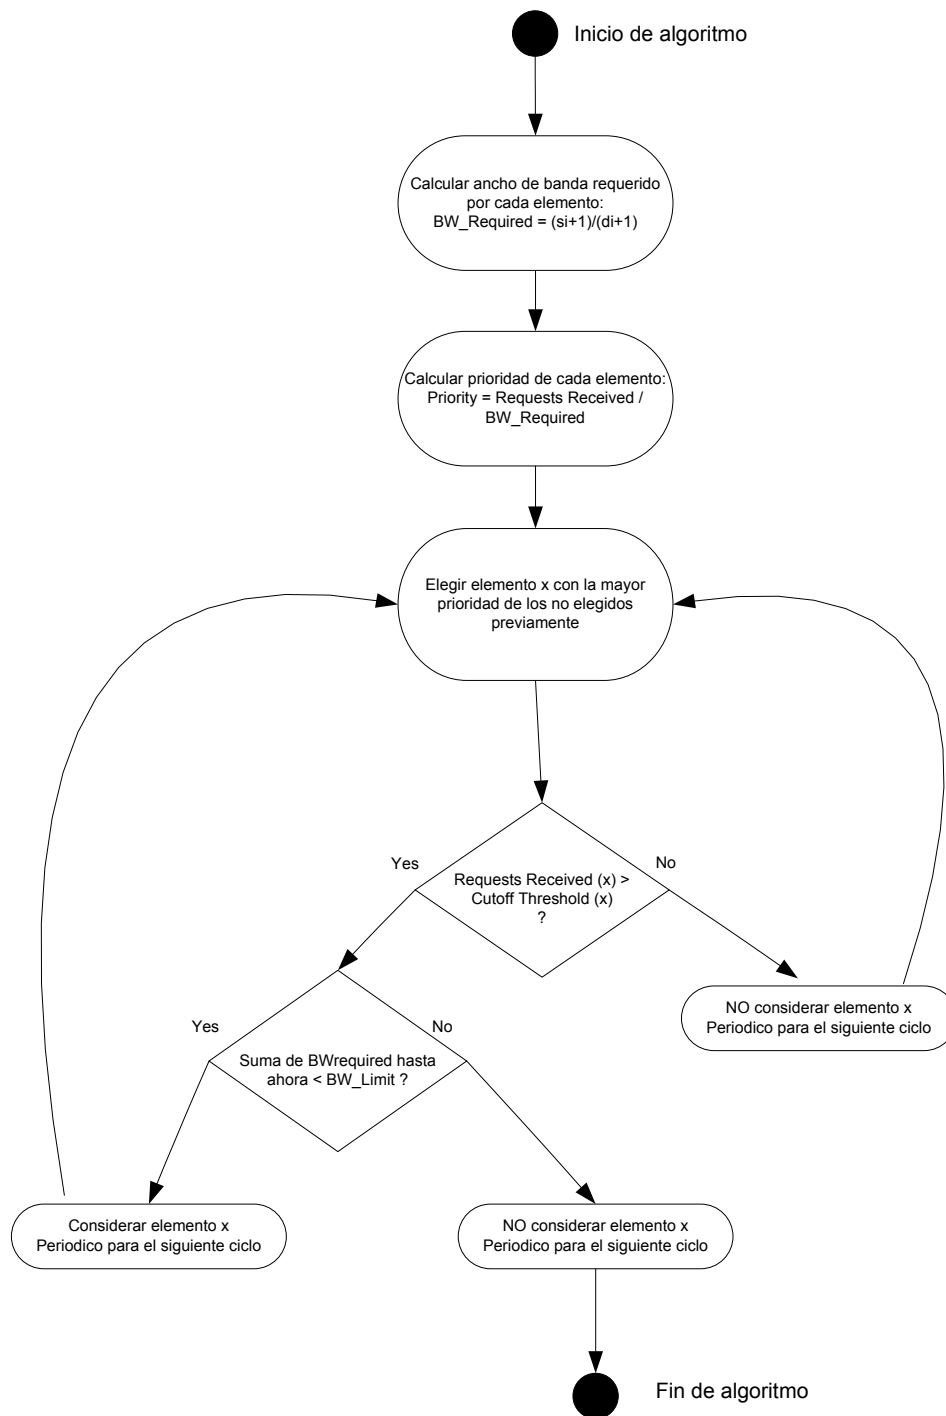 Inicio de algoritmo
Calcular ancho de banda requerido
por cada elemento:
BW_Required = (si+1)/(di+1)
Calcular prioridad de cada elemento:
Priority = Requests Received /
BW_Required
Elegir elemento x con la mayor
prioridad de los no elegidos
previamente
Yes
No
Requests Received (x) >
Cutoff Threshold (x)
?
NO considerar elemento x
Periodico para el siguiente ciclo
Yes
No
Suma de BWrequired hasta
ahora < BW_Limit ?
Considerar elemento x
Periodico para el siguiente ciclo
NO considerar elemento x
Periodico para el siguiente ciclo
Fin de algoritmo